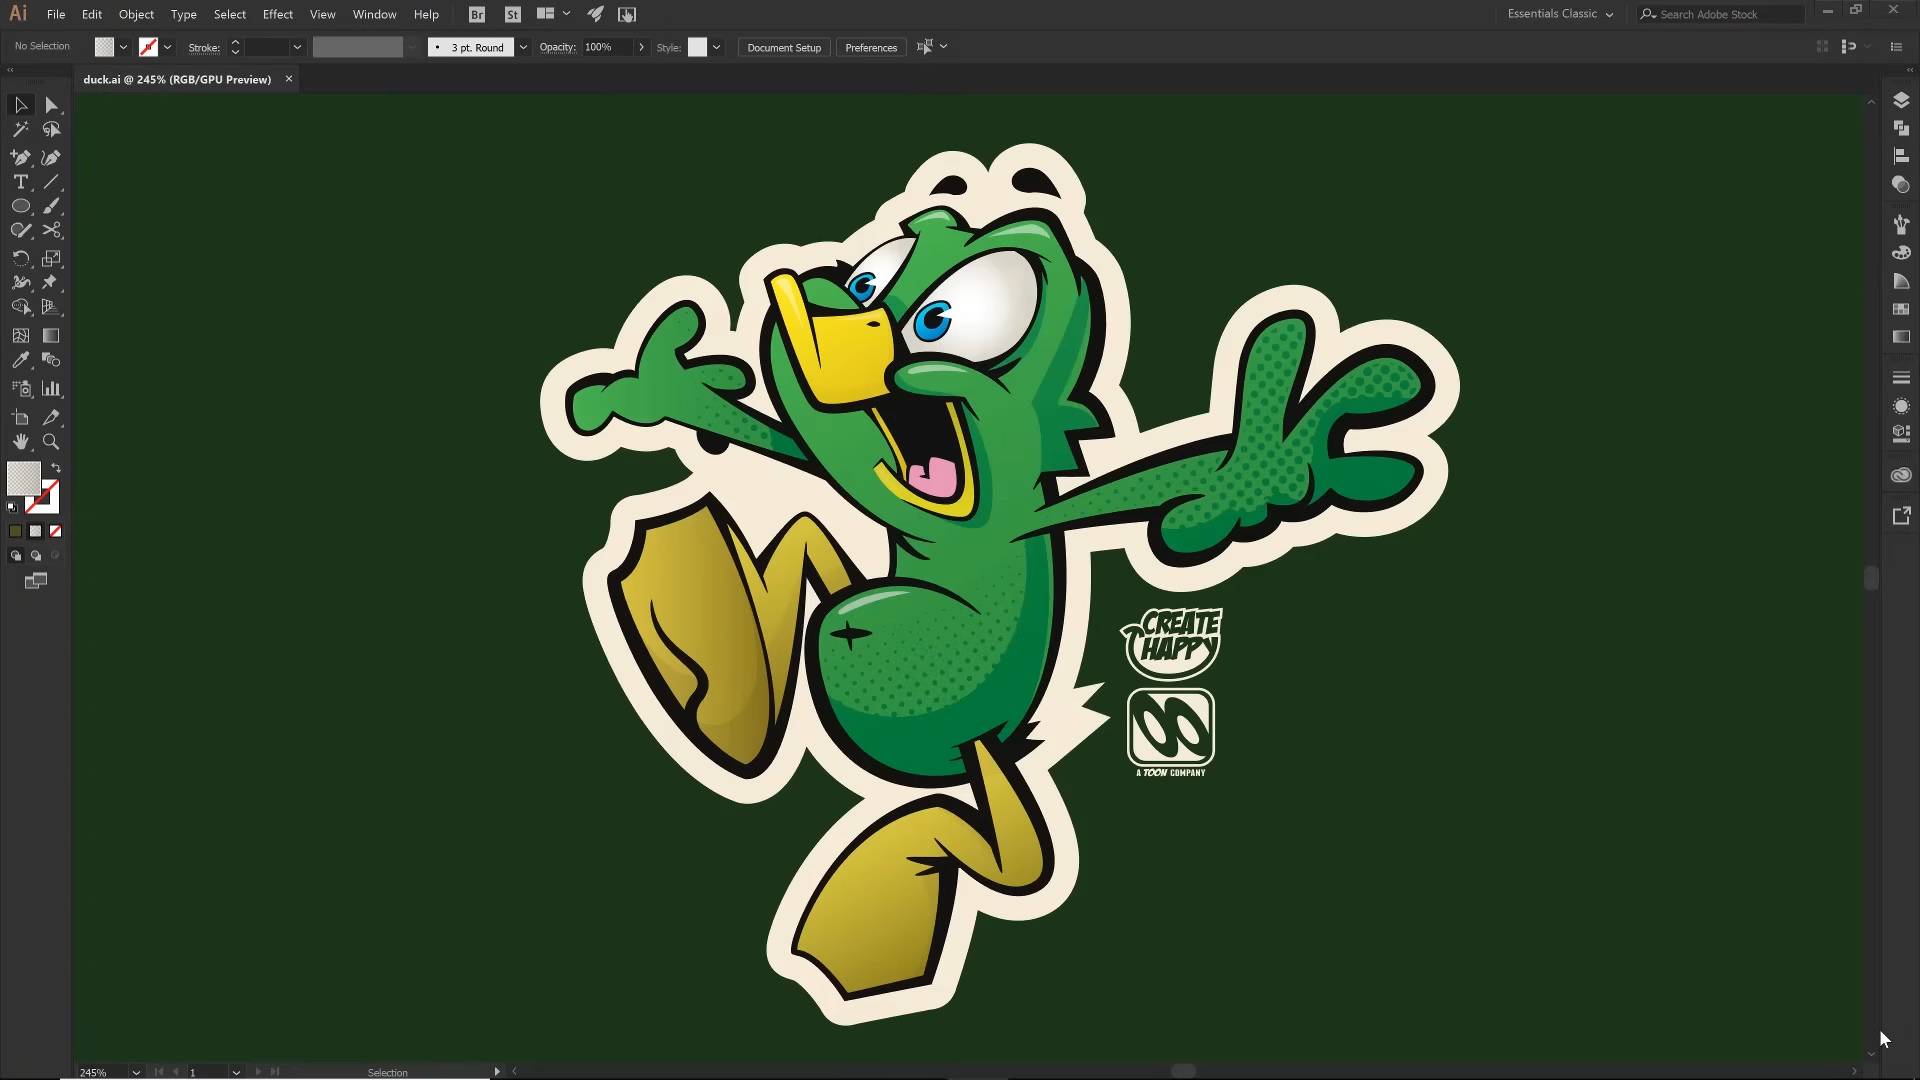 Ai File Edit Object Type Select Effect View Window Help Br St Essentials Classic Search Adobe Stock
No Selection Stroke: 3 pt. Round Opacity: 100% Style: Document Setup Preferences
duck.ai @ 245% (RGB/GPU Preview)
CREATE
HAPPY
A TOON COMPANY
245% 1 Selection